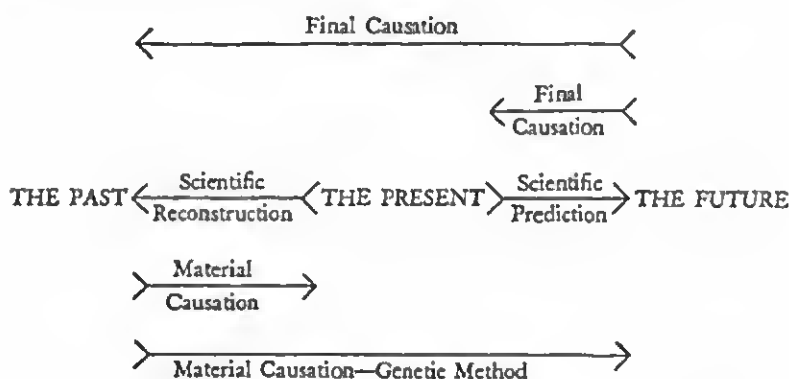 Final Causation
Final
Causation
THE PAST Scientific THE PRESENT Scientific THE FUTURE
Reconstruction Prediction
Material
Causation
Material Causation—Genetic Method